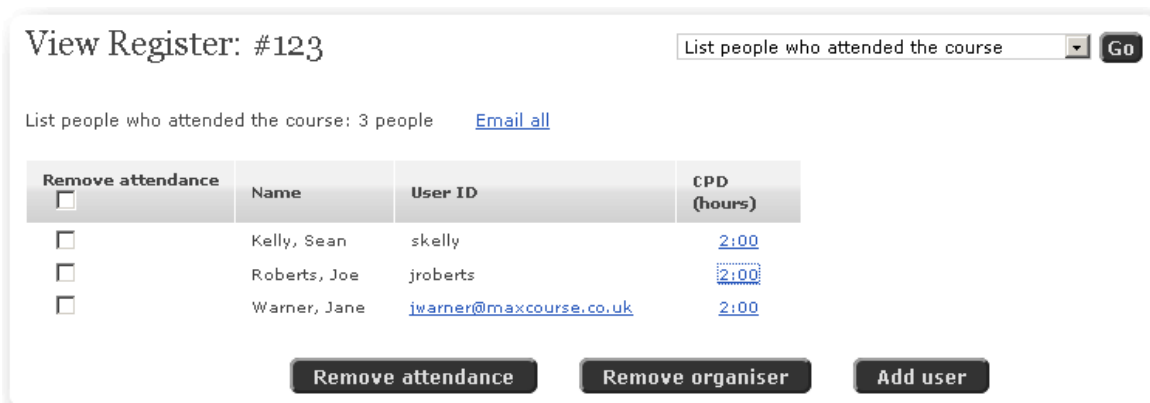 View Register: #123
List people who attended the course
Go
List people who attended the course: 3 people Email all
Remove attendance Name User ID CPD (hours)
Kelly, Sean skelly 2:00
Roberts, Joe jroberts 2:00
Warner, Jane jwarner@maxcourse.co.uk 2:00
Remove attendance Remove organiser Add user